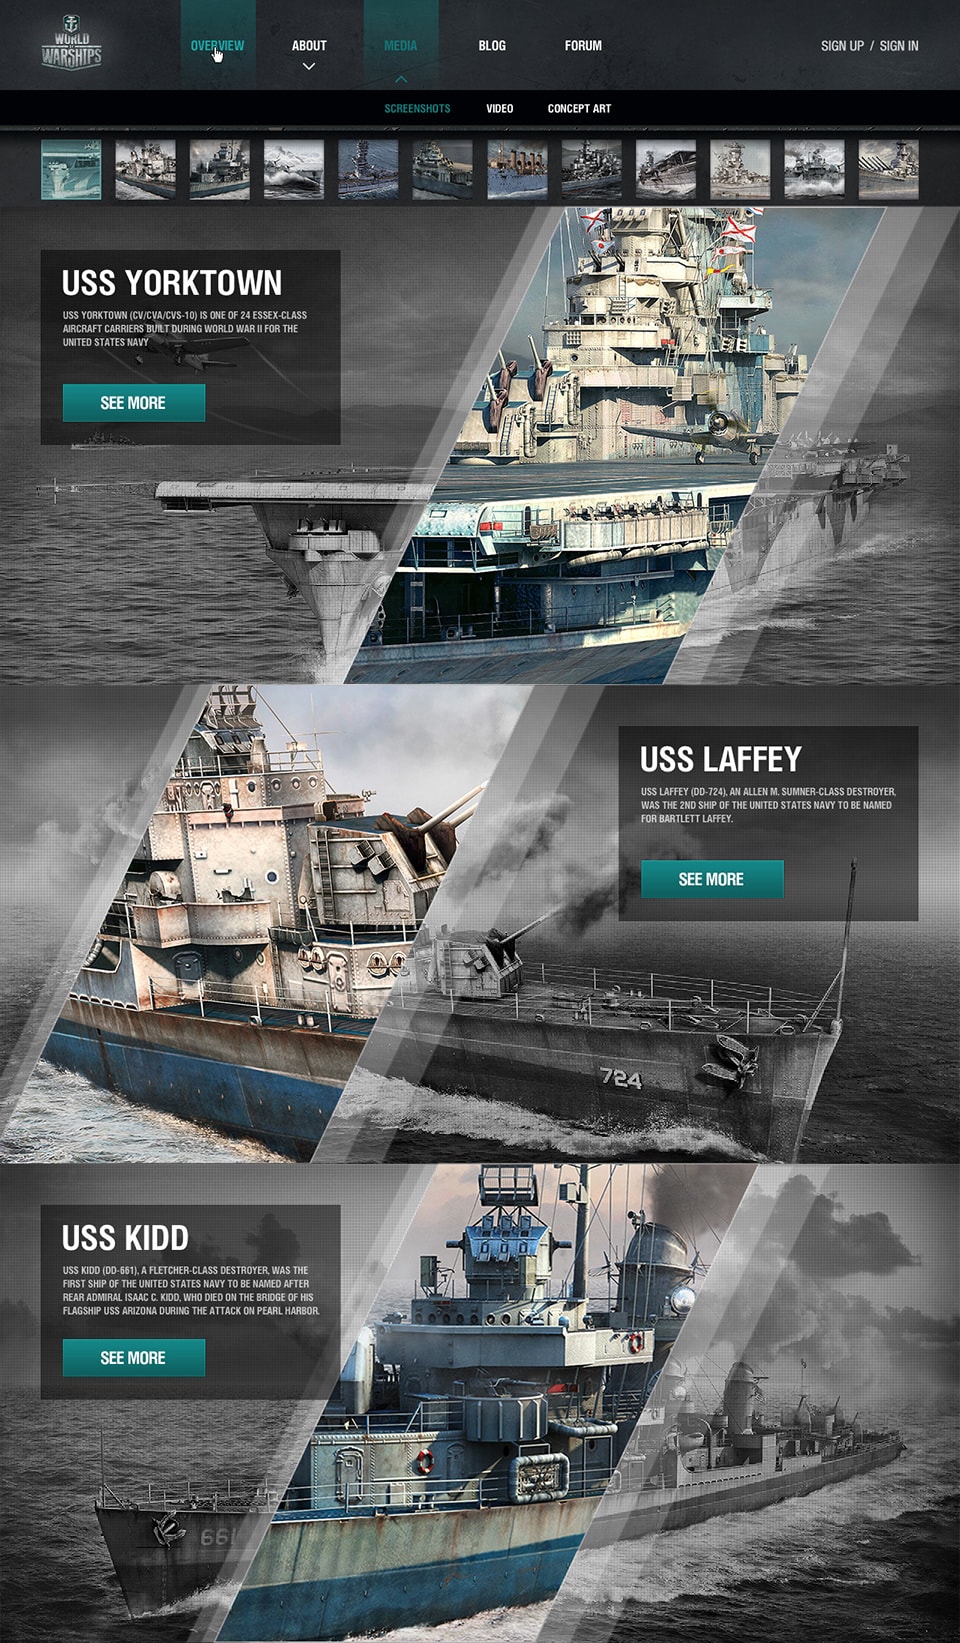 WORLD
OF
WARSHIPS
OVERVIEW
ABOUT
MEDIA
BLOG
FORUM
SIGN UP / SIGN IN
SCREENSHOTS
VIDEO
CONCEPT ART
USS YORKTOWN
USS YORKTOWN (CV/CVA/CVS-10) IS ONE OF 24 ESSEX-CLASS
AIRCRAFT CARRIERS BUILT DURING WORLD WAR II FOR THE
UNITED STATES NAVY
SEE MORE
USS LAFFEY
USS LAFFEY (DD-724), AN ALLEN M. SUMNER-CLASS DESTROYER,
WAS THE 2ND SHIP OF THE UNITED STATES NAVY TO BE NAMED
FOR BARTLETT LAFFEY.
SEE MORE
724
USS KIDD
USS KIDD (DD-661), A FLETCHER-CLASS DESTROYER, WAS THE
FIRST SHIP OF THE UNITED STATES NAVY TO BE NAMED AFTER
REAR ADMIRAL ISAAC C. KIDD, WHO DIED ON THE BRIDGE OF HIS
FLAGSHIP USS ARIZONA DURING THE ATTACK ON PEARL HARBOR.
SEE MORE
661